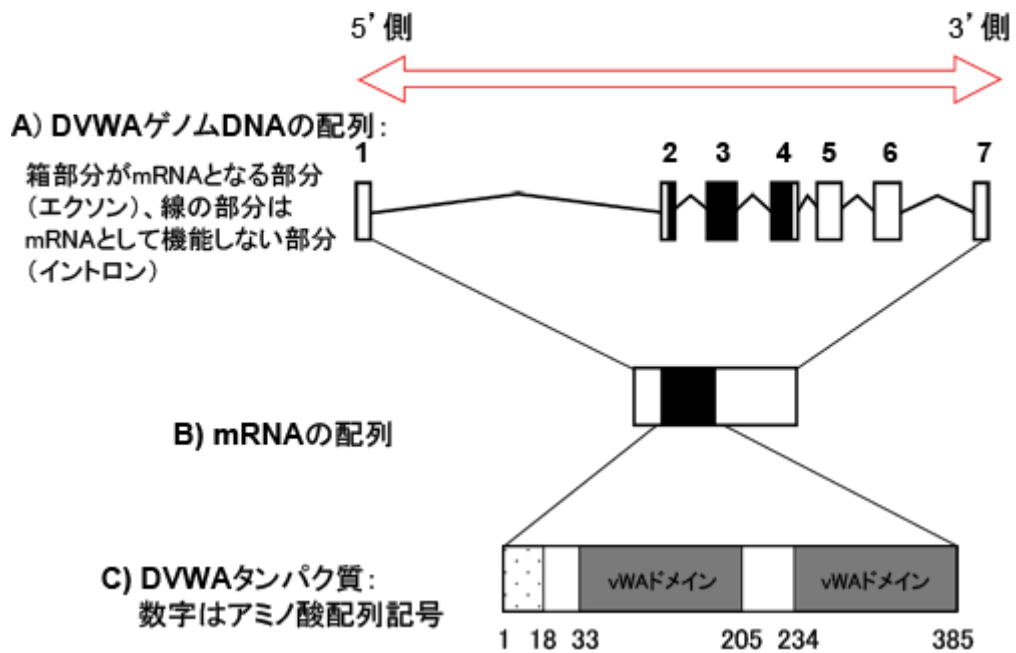 5’側 3’側
A) DVWAゲノムDNAの配列:
箱部分がmRNAとなる部分
(エクソン)、線の部分は
mRNAとして機能しない部分
(イントロン)
1 2 3 4 5 6 7
B) mRNAの配列
C) DVWAタンパク質:
数字はアミノ酸配列記号
vWAドメイン vWAドメイン
1 18 33 205 234 385